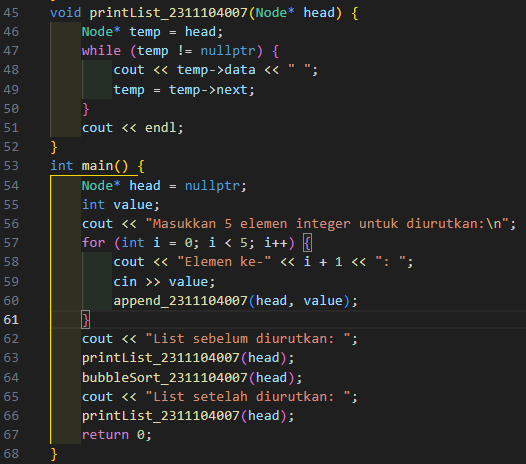 45 void printList_2311104007(Node* head) {
46     Node* temp = head;
47     while (temp != nullptr) {
48         cout << temp->data << " ";
49         temp = temp->next;
50     }
51     cout << endl;
52 }
53 int main() {
54     Node* head = nullptr;
55     int value;
56     cout << "Masukkan 5 elemen integer untuk diurutkan:\n";
57     for (int i = 0; i < 5; i++) {
58         cout << "Elemen ke-" << i + 1 << ": ";
59         cin >> value;
60         append_2311104007(head, value);
61     }
62     cout << "List sebelum diurutkan: ";
63     printList_2311104007(head);
64     bubbleSort_2311104007(head);
65     cout << "List setelah diurutkan: ";
66     printList_2311104007(head);
67     return 0;
68 }